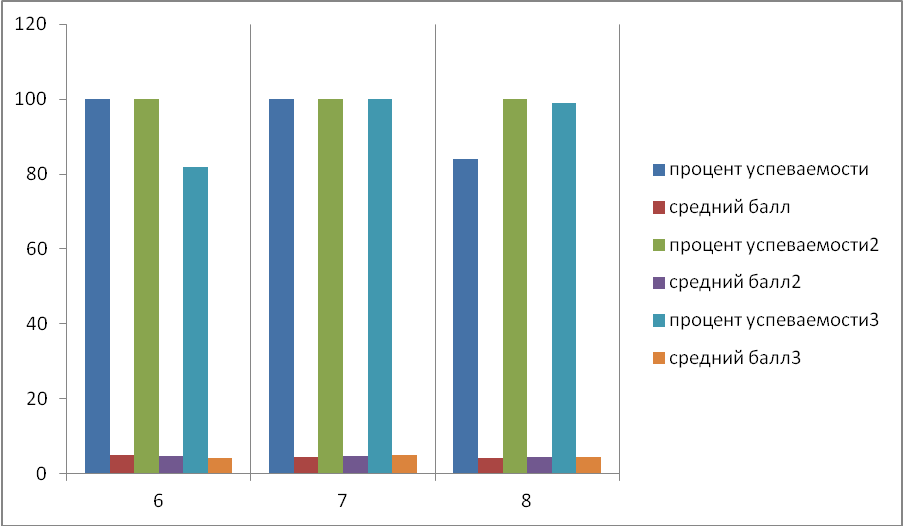 120
100
80
60
40
20
0
6 7 8
процент успеваемости
средний балл
процент успеваемости2
средний балл2
процент успеваемости3
средний балл3